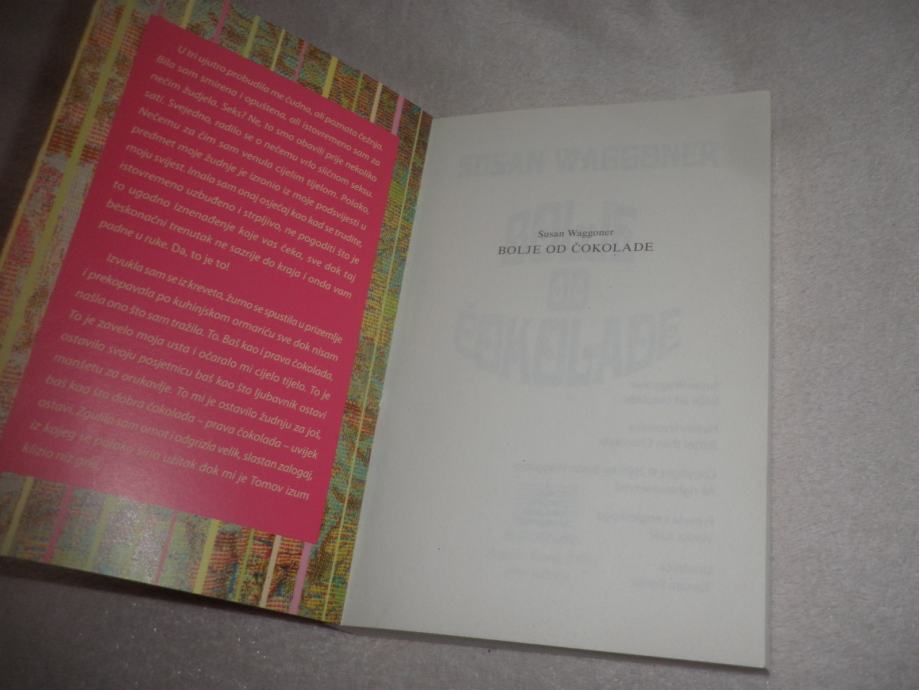 U tri ujutro probudila me čudna, ali poznata čežnja.
Bila sam smirena i opuštena, ali istovremeno sam za
nečim žudjela. Seks? Ne, to smo obavili prije nekoliko
sati. Svejedno, radilo se o nečemu vrlo sličnom seksu.
Nečemu za čim sam venula cijelim tijelom. Polako,
predmet moje žudnje je izronio iz moje podsvijesti u
moju svijest. Imala sam onaj osjećaj kao kad se trudite,
istovremeno uzbuđeno i strpljivo, ne pogoditi što je
to ugodno iznenađenje koje vas čeka, sve dok taj
beskonačni trenutak ne sazrije do kraja i onda vam
padne u ruke. Da, to je to!
Izvukla sam se iz kreveta, žurno se spustila u prizemlje
i prekopavala po kuhinjskom ormariću sve dok nisam
našla ono što sam tražila. To. Baš kao i prava čokolada,
To je zavelo moja usta i očaralo mi cijelo tijelo. To je
ostavilo svoju posjetnicu baš kao što ljubavnik ostavi
manšetu za orukavlje. To mi je ostavilo žudnju za još,
baš kao što dobra čokolada – prava čokolada – uvijek
ostavi. Zgulila sam omot i odgrizla velik, slastan zalogaj,
iz kojeg se polako širio užitak dok mi je Tomov izum
klizio niz grlo.
Susan Waggoner
BOLJE OD ČOKOLADE